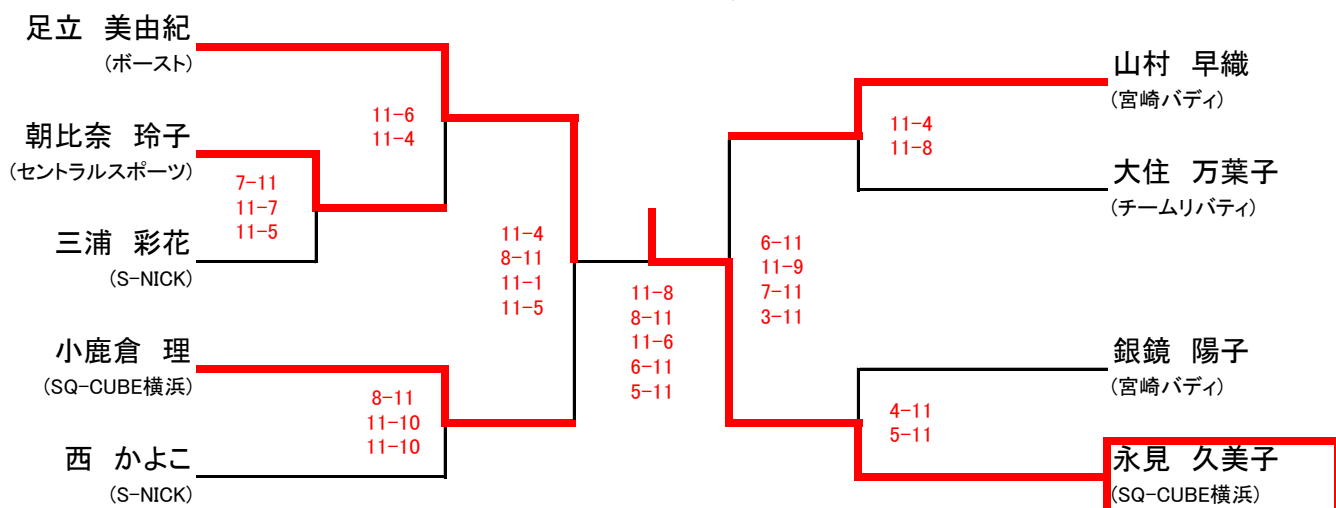 足立　美由紀
(ボースト)
朝比奈　玲子
(セントラルスポーツ)
三浦　彩花
(S-NICK)
小鹿倉　理
(SQ-CUBE横浜)
西　かよこ
(S-NICK)
7-11
11-7
11-5
11-6
11-4
8-11
11-10
11-10
11-4
8-11
11-1
11-5
11-8
8-11
11-6
6-11
5-11
6-11
11-9
7-11
3-11
11-4
11-8
4-11
5-11
山村　早織
(宮崎バディ)
大住　万葉子
(チームリバティ)
銀鏡　陽子
(宮崎バディ)
永見　久美子
(SQ-CUBE横浜)